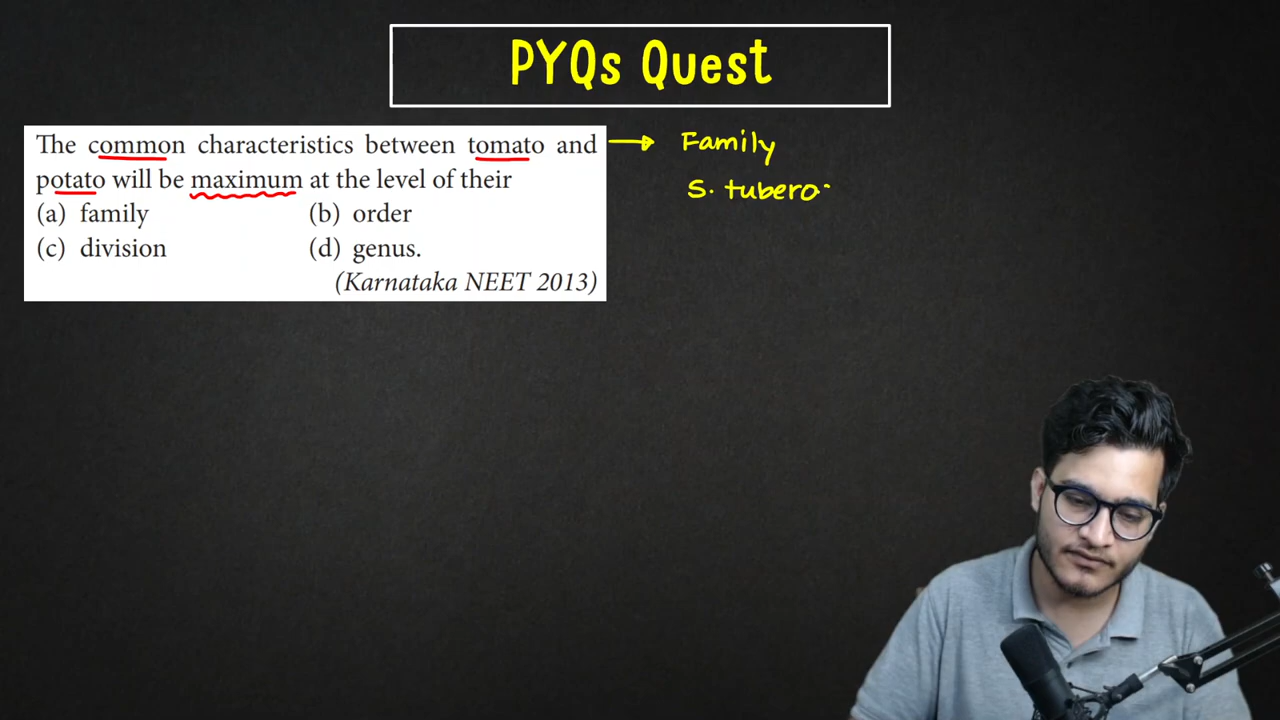 PYQs Quest
The common characteristics between tomato and → Family
potato will be maximum at the level of their
S. tubero
(a) family (b) order
(c) division (d) genus.
(Karnataka NEET 2013)